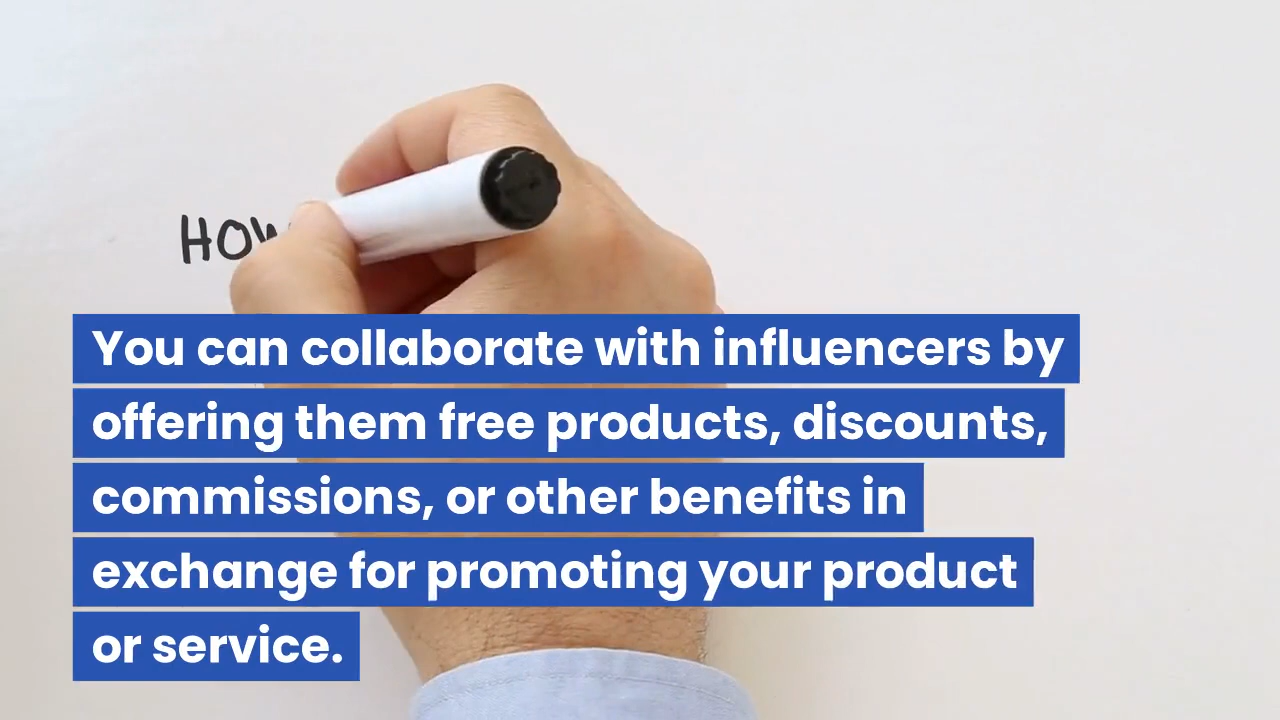 HOW
You can collaborate with influencers by
offering them free products, discounts,
commissions, or other benefits in
exchange for promoting your product
or service.